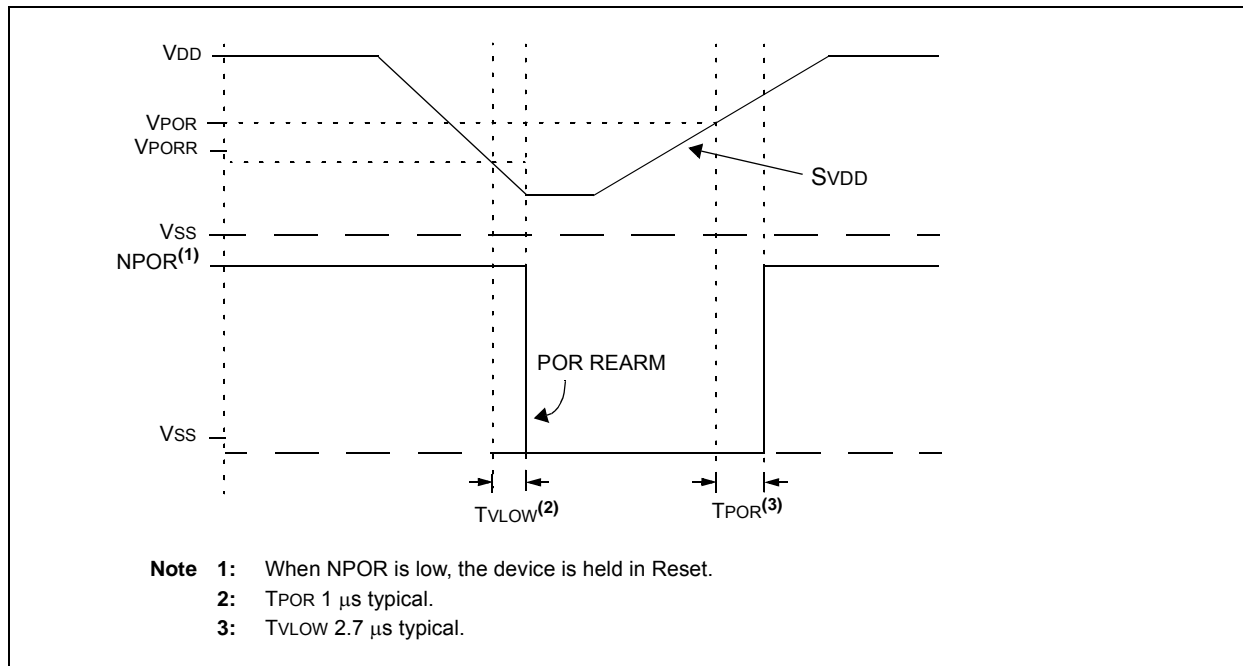 VDD
VPOR
VPORR
SVDD
VSS
NPOR(1)
POR REARM
VSS
TVLOW(2)
TPOR(3)
Note 1: When NPOR is low, the device is held in Reset.
2: TPOR 1 μs typical.
3: TVLOW 2.7 μs typical.